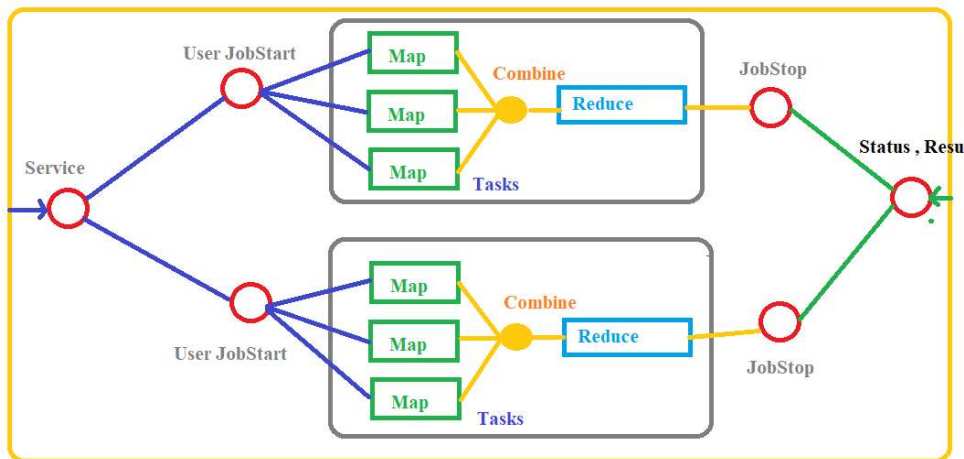 User JobStart
Map
Combine
JobStop
Map
Reduce
Status , Resu
Service
Map
Tasks
Map
Combine
Map
Reduce
User JobStart
JobStop
Map
Tasks